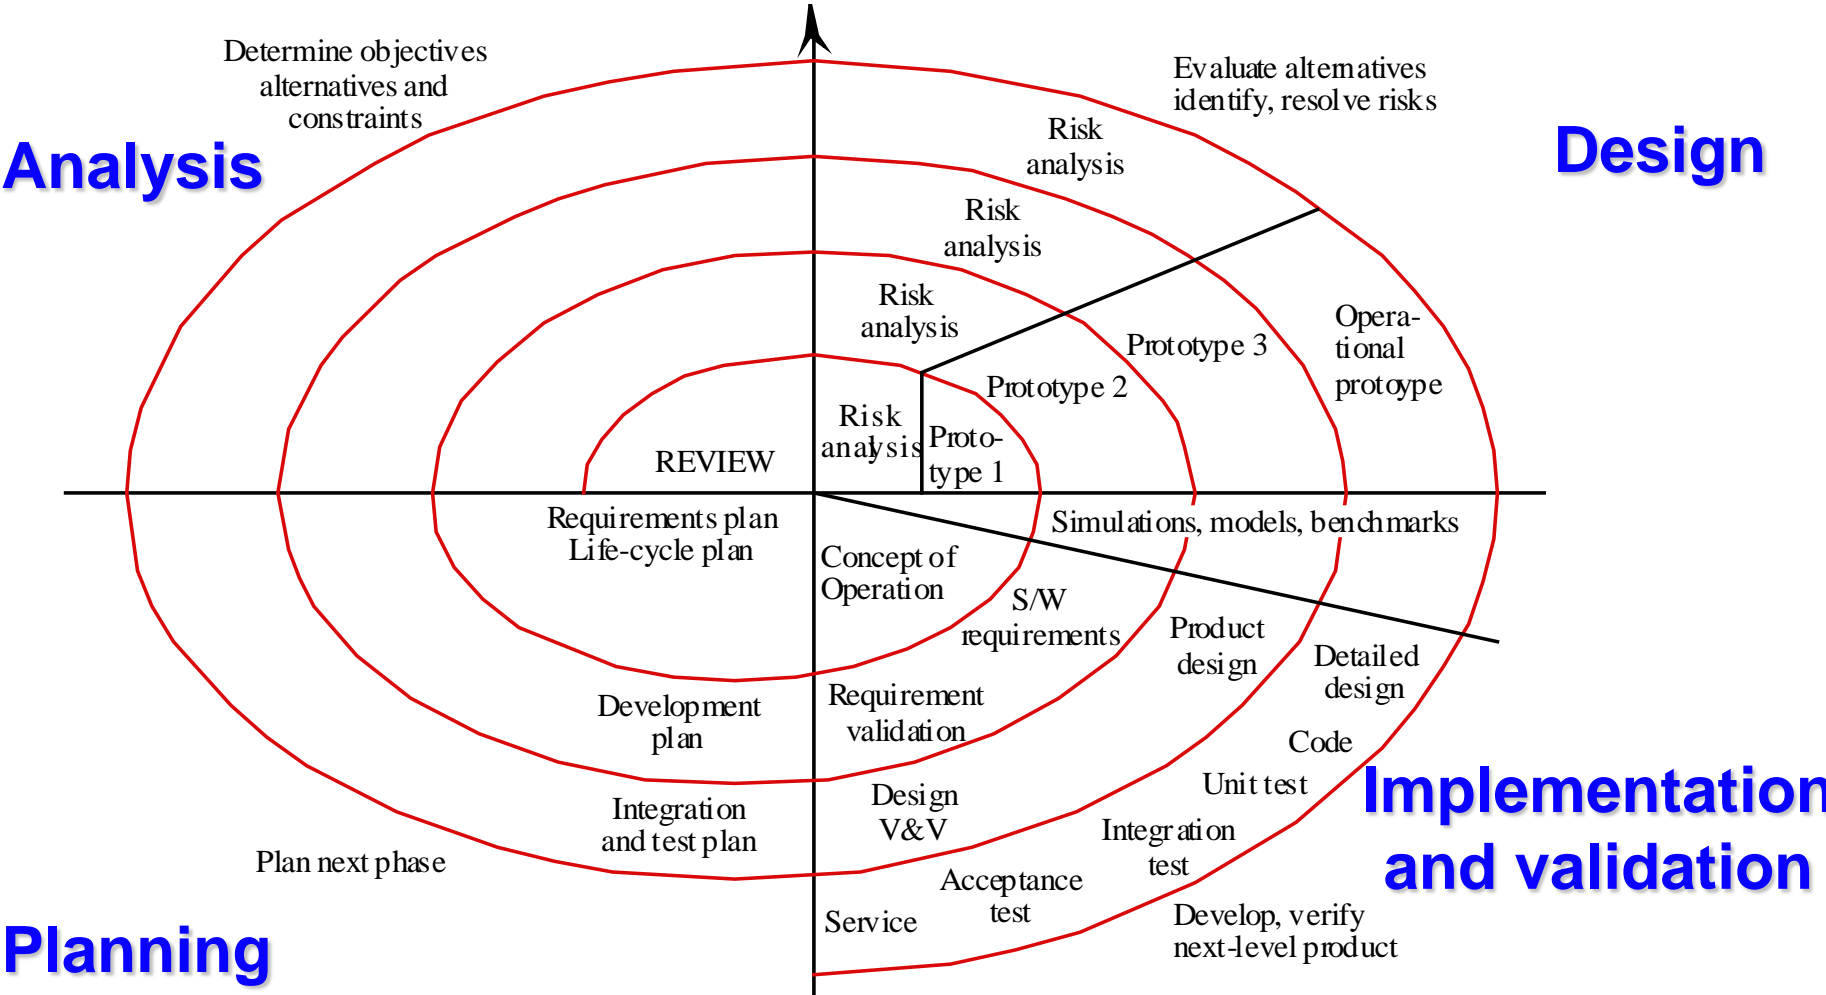 Determine objectives
alternatives and
constraints
Analysis
Evaluate alternatives
identify, resolve risks
Design
Risk
analysis
Risk
analysis
Risk
analysis
Risk
analysis
REVIEW
Proto-
type 1
Prototype 2
Prototype 3
Opera-
tional
protoype
Requirements plan
Life-cycle plan
Concept of
Operation
Simulations, models, benchmarks
S/W
requirements
Product
design
Detailed
design
Development
plan
Requirement
validation
Code
Unit test
Integration
and test plan
Design
V&V
Integration
test
Acceptance
test
Service
Plan next phase
Planning
Implementation
and validation
Develop, verify
next-level product